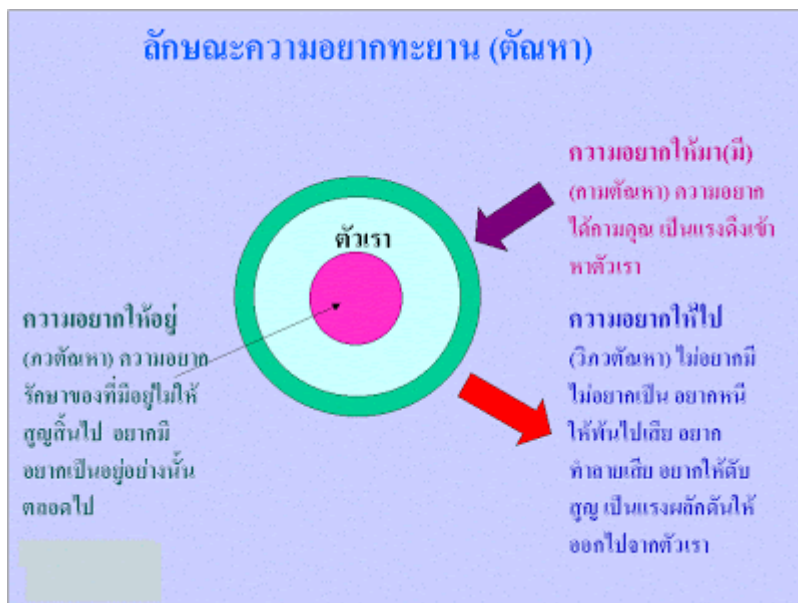 ลักษณะความอยากทะยาน (ตัณหา)
ความอยากให้มา(มี)
(กามตัณหา) ความอยาก
ได้กามคุณ เป็นแรงดึงเข้า
หาตัวเรา
ตัวเรา
ความอยากให้อยู่
(ภวตัณหา) ความอยาก
รักษาของที่มีอยู่ไม่ให้
สูญสิ้นไป อยากมี
อยากเป็นอยู่อย่างนั้น
ตลอดไป
ความอยากให้ไป
(วิภวตัณหา) ไม่อยากมี
ไม่อยากเป็น อยากหนี
ให้พ้นไปเสีย อยาก
ทำลายเสีย อยากให้ดับ
สูญ เป็นแรงผลักดันให้
ออกไปจากตัวเรา